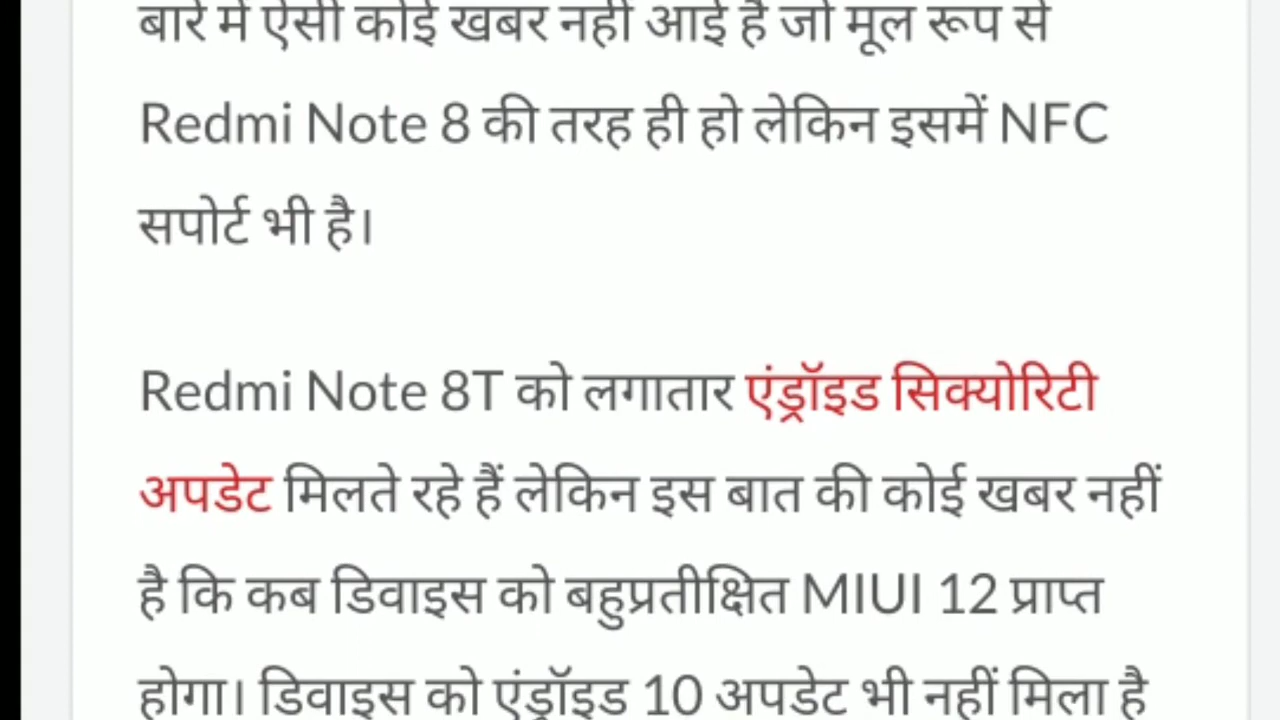 बारे में ऐसी कोई खबर नहीं आई है जो मूल रूप से
Redmi Note 8 की तरह ही हो लेकिन इसमें NFC
सपोर्ट भी है।
Redmi Note 8T को लगातार एंड्रॉइड सिक्योरिटी
अपडेट मिलते रहे हैं लेकिन इस बात की कोई खबर नहीं
है कि कब डिवाइस को बहुप्रतीक्षित MIUI 12 प्राप्त
होगा। डिवाइस को एंड्रॉइड 10 अपडेट भी नहीं मिला है